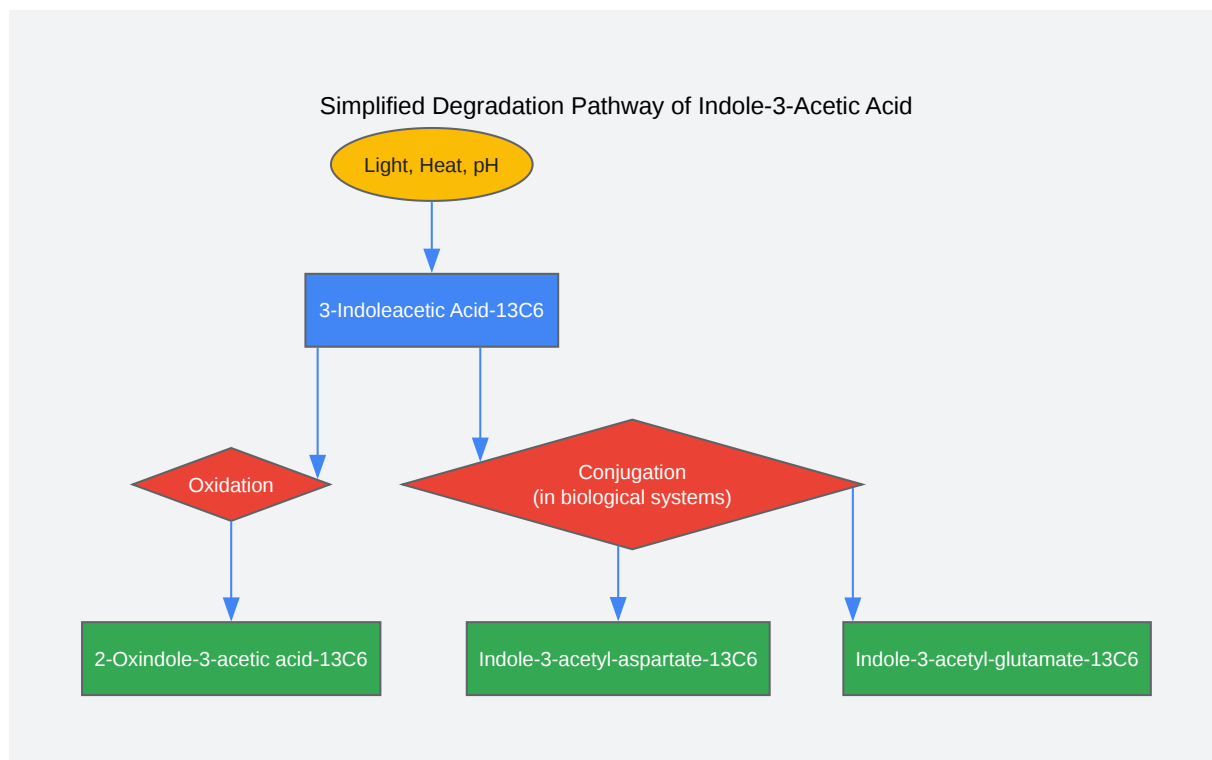 Simplified Degradation Pathway of Indole-3-Acetic Acid
Light, Heat, pH
3-Indoleacetic Acid-13C6
Oxidation
Conjugation
(in biological systems)
2-Oxindole-3-acetic acid-13C6
Indole-3-acetyl-aspartate-13C6
Indole-3-acetyl-glutamate-13C6